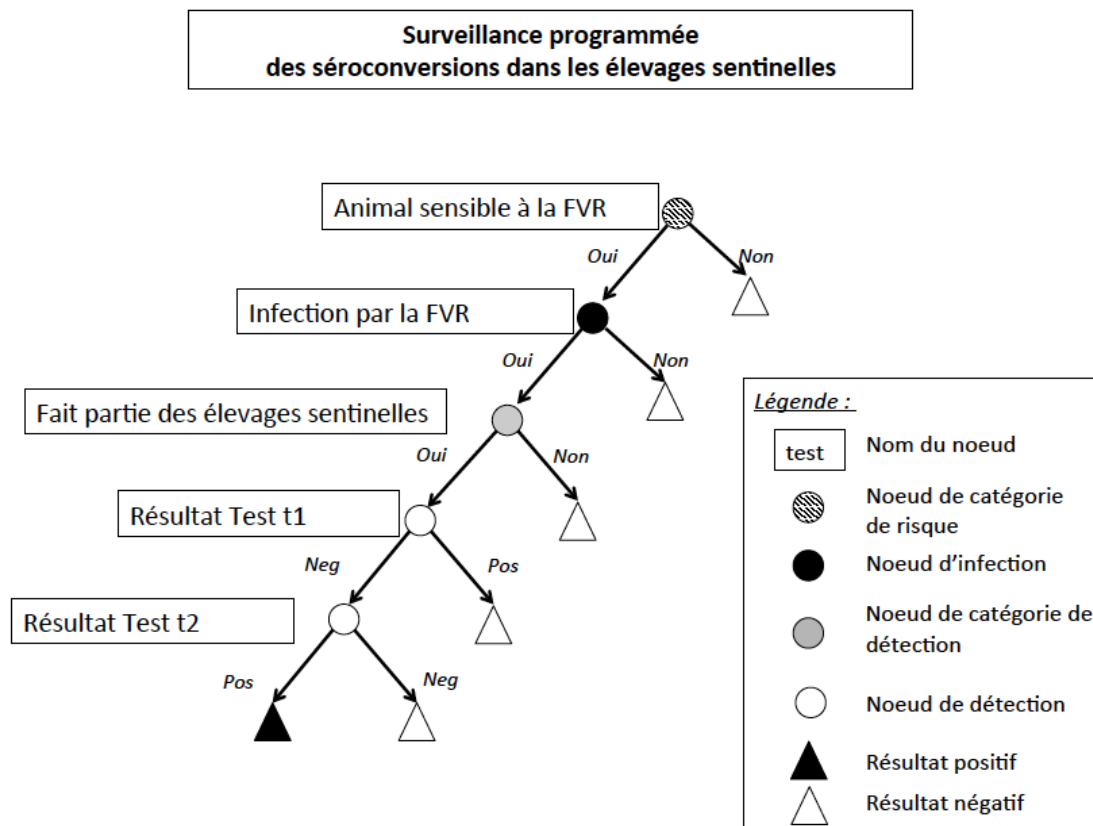 Surveillance programmée
des séroconversions dans les élevages sentinelles
Animal sensible à la FVR
Oui
Non
Infection par la FVR
Oui
Non
Fait partie des élevages sentinelles
Oui
Non
Résultat Test t1
Neg
Pos
Résultat Test t2
Pos
Neg
Légende :
test
Nom du noeud
Noeud de catégorie
de risque
Noeud d'infection
Noeud de catégorie de
détection
Noeud de détection
Résultat positif
Résultat négatif